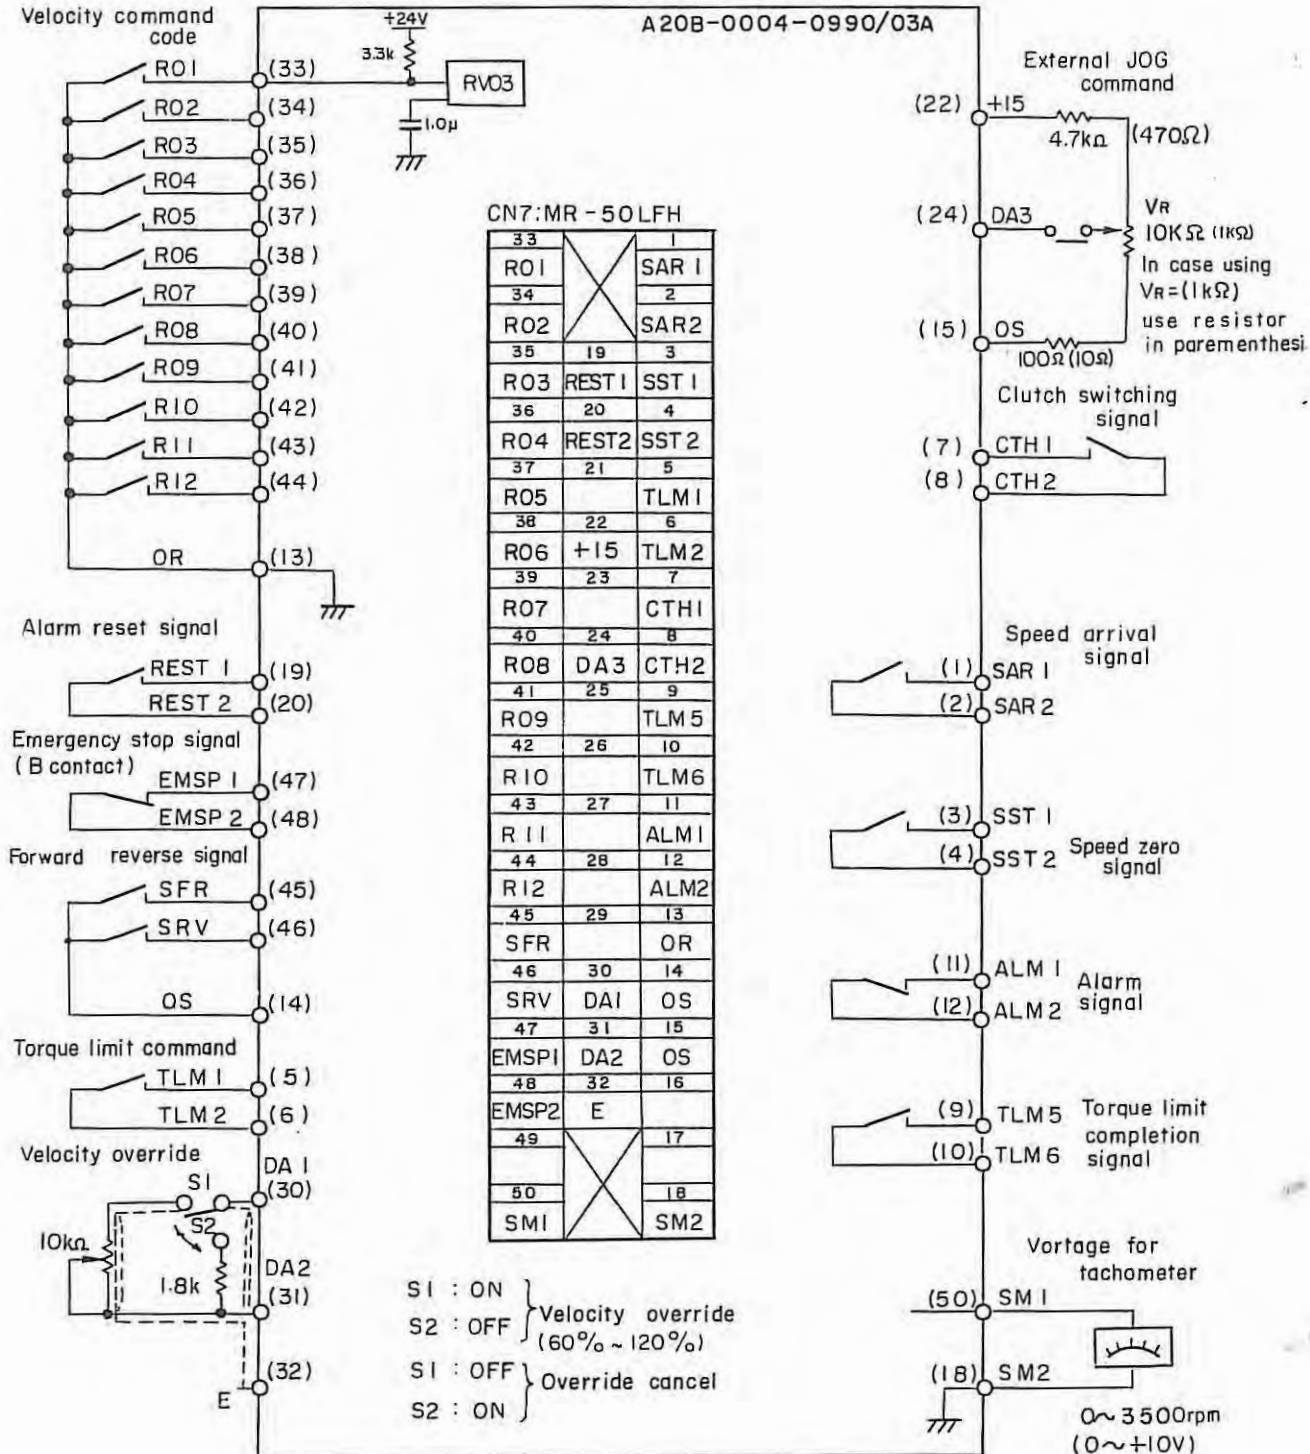 Velocity command
code
+24V
A20B-0004-0990/03A
3.3k
RV03
1.0μ
R01 (33)
R02 (34)
R03 (35)
R04 (36)
R05 (37)
R06 (38)
R07 (39)
R08 (40)
R09 (41)
R10 (42)
R11 (43)
R12 (44)
OR (13)
Alarm reset signal
REST 1 (19)
REST 2 (20)
Emergency stop signal
(B contact)
EMSP 1 (47)
EMSP 2 (48)
Forward reverse signal
SFR (45)
SRV (46)
OS (14)
Torque limit command
TLM 1 (5)
TLM 2 (6)
Velocity override
DA 1
S1 (30)
S2
10kΩ
1.8k
DA2
(31)
(32)
E
CN7:MR-50LFH
33 1
R01 SAR 1
34 2
R02 SAR2
35 19 3
R03 REST1 SST 1
36 20 4
R04 REST2 SST 2
37 21 5
R05 TLM1
38 22 6
R06 +15 TLM2
39 23 7
R07 CTH1
40 24 8
R08 DA3 CTH2
41 25 9
R09 TLM5
42 26 10
R10 TLM6
43 27 11
R11 ALM1
44 28 12
R12 ALM2
45 29 13
SFR OR
46 30 14
SRV DA1 OS
47 31 15
EMSP1 DA2 OS
48 32 16
EMSP2 E
49 17
50 18
SM1 SM2
S1 : ON
S2 : OFF
Velocity override
(60% ~ 120%)
S1 : OFF
S2 : ON
Override cancel
External JOG
command
(22) +15
4.7kΩ (470Ω)
(24) DA3
VR
10KΩ (1kΩ)
In case using
VR=(1kΩ)
use resistor
in parementhesi
(15) OS
100Ω (10Ω)
Clutch switching
signal
(7) CTH 1
(8) CTH 2
Speed arrival
signal
(1) SAR 1
(2) SAR 2
(3) SST 1
(4) SST 2
Speed zero
signal
(11) ALM 1
(12) ALM 2
Alarm
signal
(9) TLM 5
(10) TLM 6
Torque limit
completion
signal
Vortage for
tachometer
(50) SM 1
(18) SM2
0~3500rpm
(0~+10V)